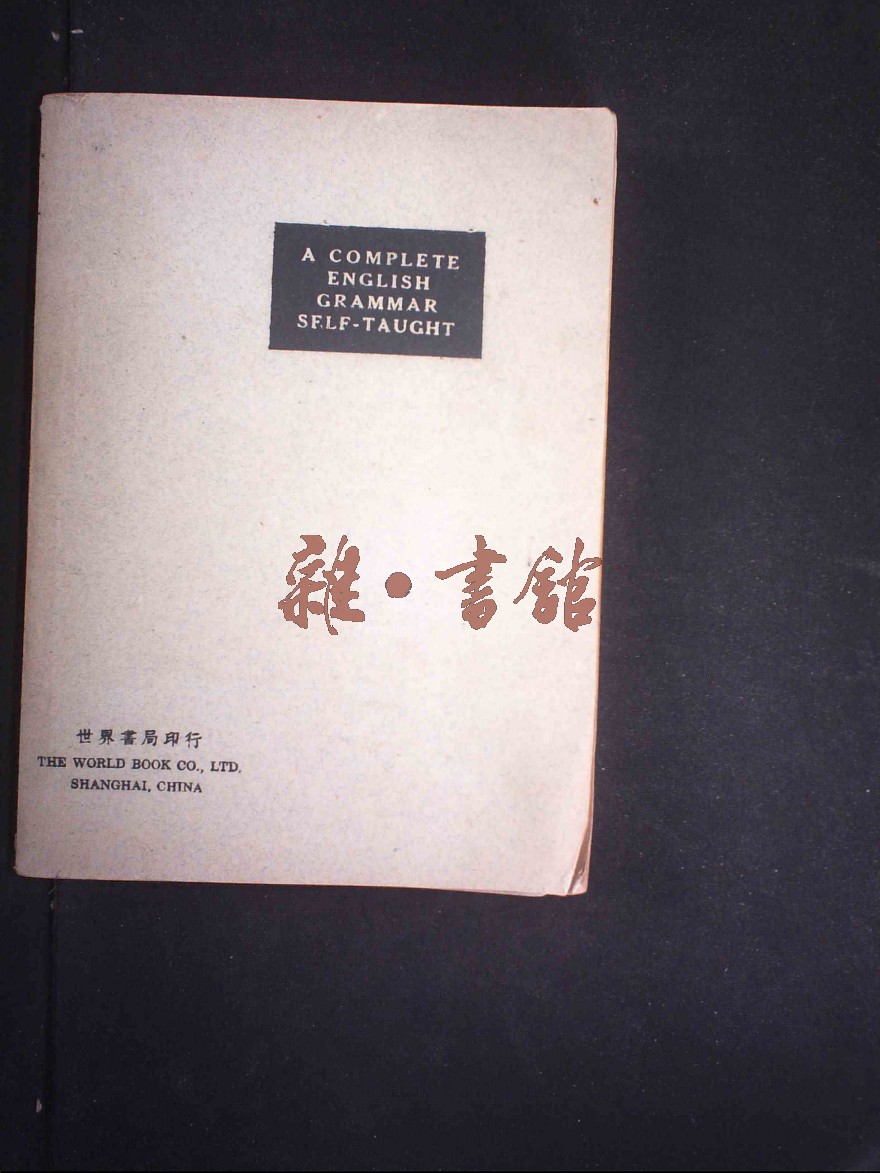 A COMPLETE
ENGLISH
GRAMMAR
SELF-TAUGHT
雜·書館
世界書局印行
THE WORLD BOOK CO., LTD.
SHANGHAI, CHINA